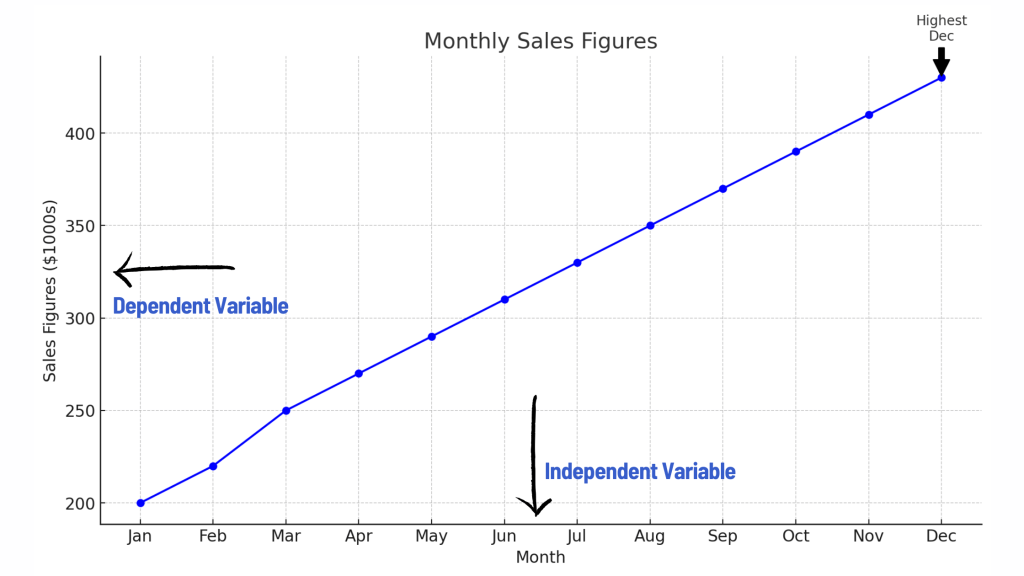 Highest
Dec
Monthly Sales Figures
400
350
300
250
200
Sales Figures ($1000s)
Dependent Variable
Independent Variable
Jan Feb Mar Apr May Jun Jul Aug Sep Oct Nov Dec
Month